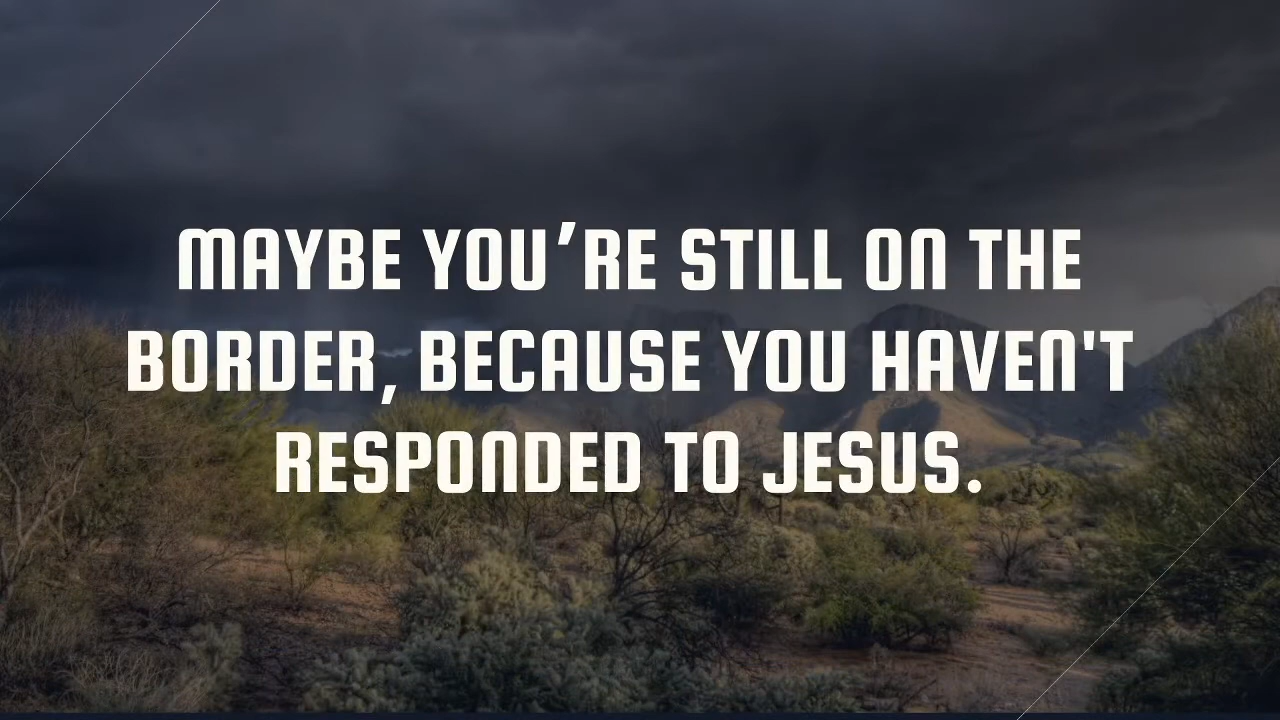 MAYBE YOU’RE STILL ON THE
BORDER, BECAUSE YOU HAVEN'T
RESPONDED TO JESUS.